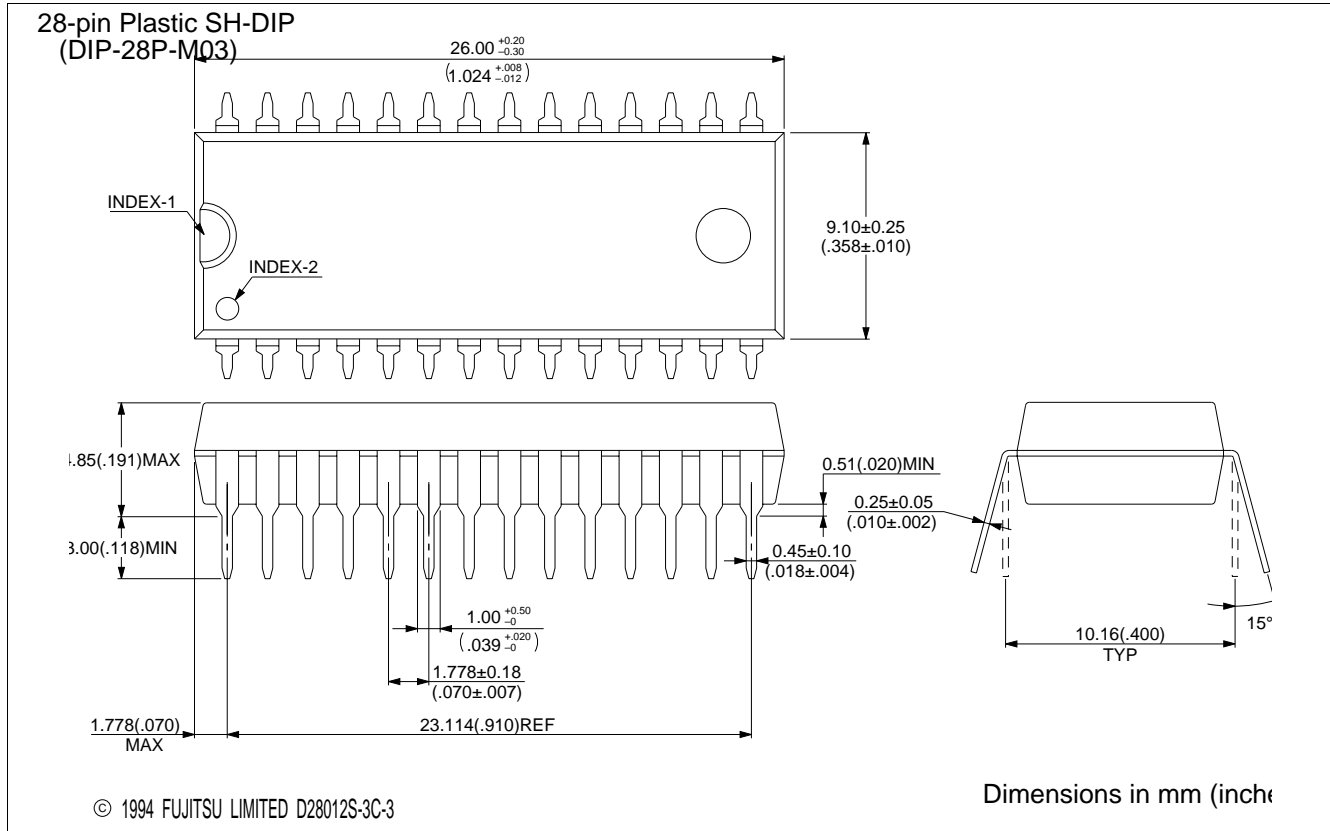 28-pin Plastic SH-DIP
(DIP-28P-M03)
26.00 +0.20 –0.30
(1.024 +.008 –.012)
INDEX-1
INDEX-2
9.10±0.25
(.358±.010)
.85(.191)MAX
.00(.118)MIN
0.51(.020)MIN
0.25±0.05
(.010±.002)
0.45±0.10
(.018±.004)
1.00 +0.50 –0
(.039 +.020 –0)
1.778±0.18
(.070±.007)
10.16(.400)
TYP
15°
1.778(.070)
MAX
23.114(.910)REF
© 1994 FUJITSU LIMITED D28012S-3C-3
Dimensions in mm